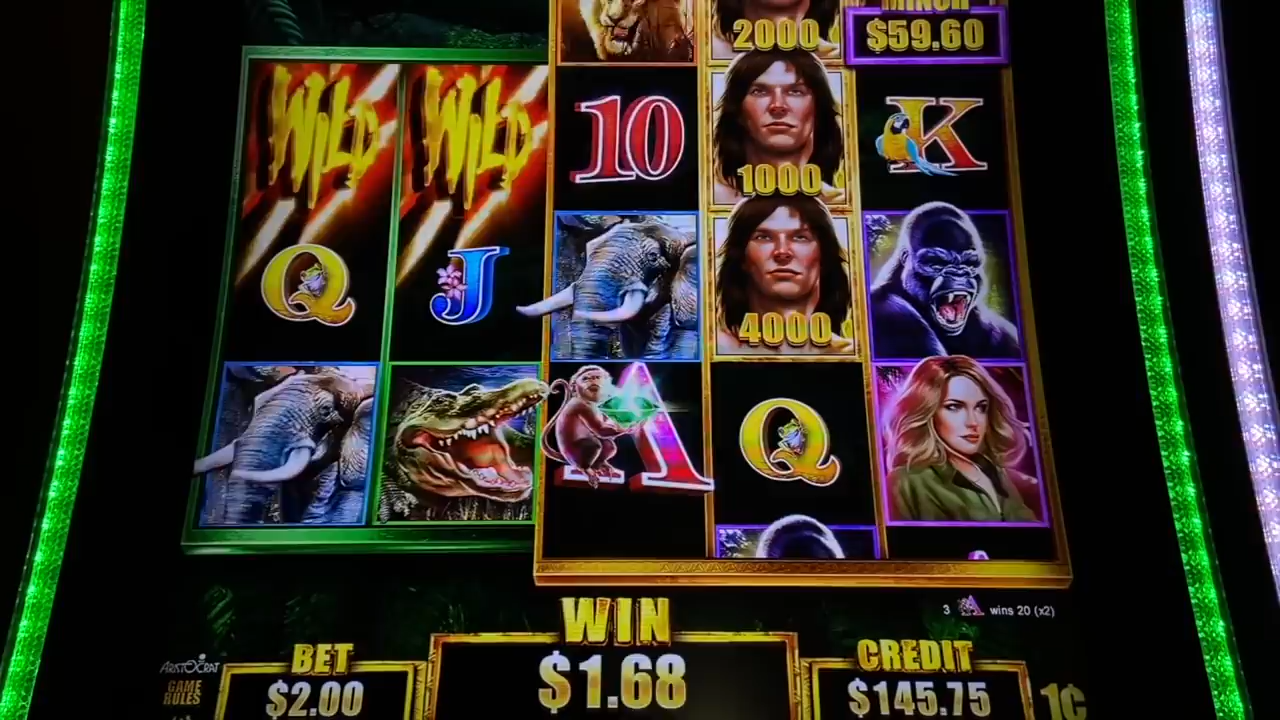 2000
MINOR
$59.60
WILD
WILD
10
1000
K
Q
J
4000
A
Q
3 A wins 20 (x2)
WIN
$1.68
BET
$2.00
CREDIT
$145.75
1¢
ARISTOCRAT
GAME
RULES